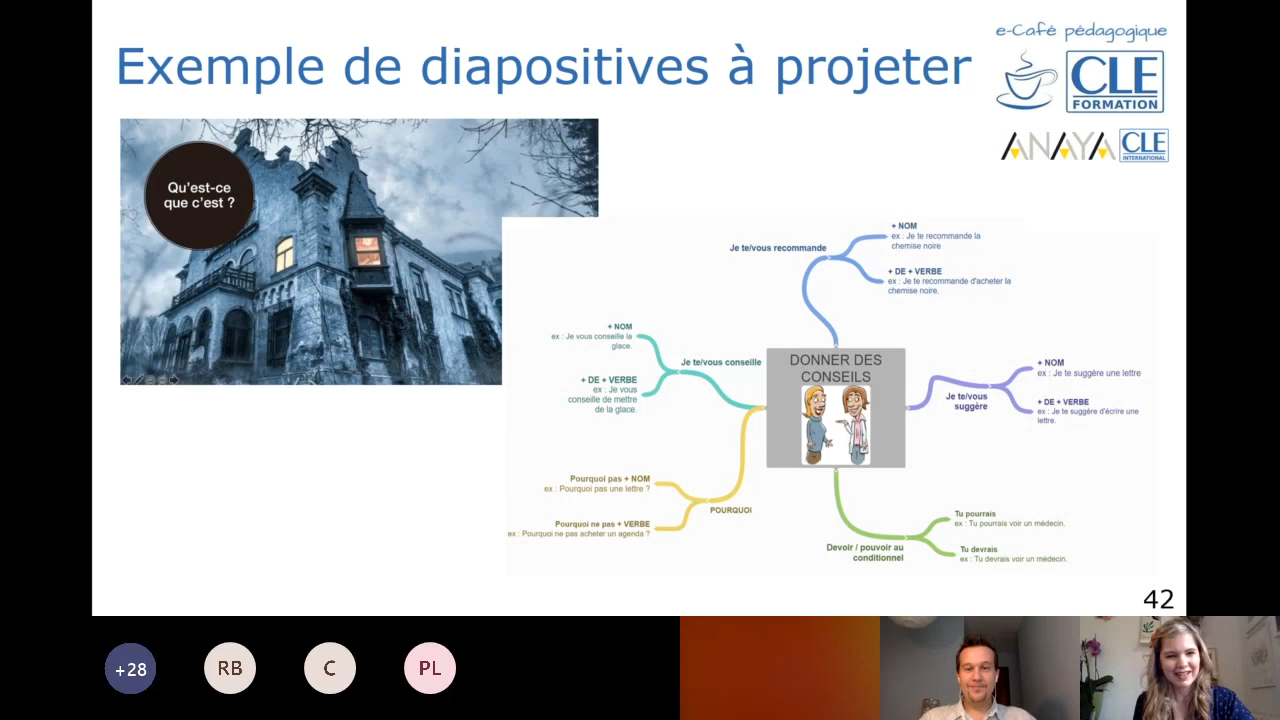 Exemple de diapositives à projeter
e-Café pédagogique
CLE
FORMATION
ANAYA
CLE
INTERNATIONAL
Qu'est-ce
que c'est ?
Je te/vous recommande
+ NOM
ex : Je te recommande la
chemise noire
+ DE + VERBE
ex : Je te recommande d'acheter la
chemise noire.
+ NOM
ex : Je vous conseille la
glace.
Je te/vous conseille
+ DE + VERBE
ex : Je vous
conseille de mettre
de la glace.
DONNER DES
CONSEILS
Je te/vous
suggère
+ NOM
ex : Je te suggère une lettre
+ DE + VERBE
ex : Je te suggère d'écrire une
lettre.
Pourquoi pas + NOM
ex : Pourquoi pas une lettre ?
POURQUOI
Pourquoi ne pas + VERBE
ex : Pourquoi ne pas acheter un agenda ?
Devoir / pouvoir au
conditionnel
Tu pourrais
ex : Tu pourrais voir un médecin.
Tu devrais
ex : Tu devrais voir un médecin.
42
+28
RB
C
PL